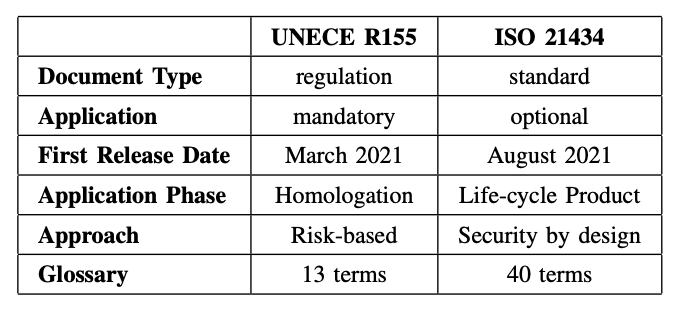 UNECE R155 ISO 21434
Document Type regulation standard
Application mandatory optional
First Release Date March 2021 August 2021
Application Phase Homologation Life-cycle Product
Approach Risk-based Security by design
Glossary 13 terms 40 terms